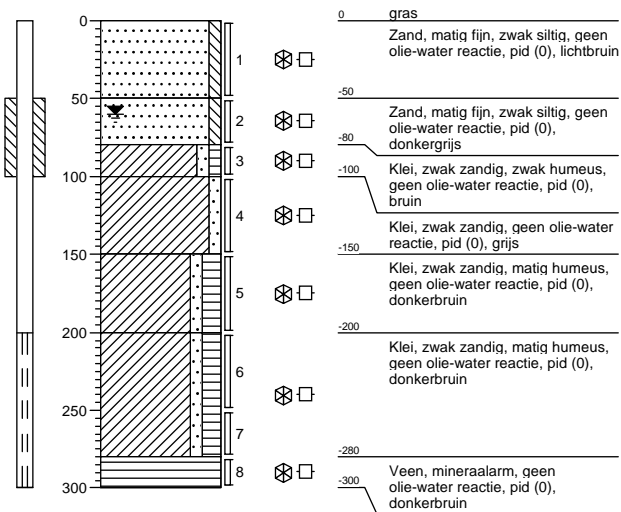 0
50
100
150
200
250
300
1
2
3
4
5
6
7
8
0
gras
Zand, matig fijn, zwak siltig, geen
olie-water reactie, pid (0), lichtbruin
-50
Zand, matig fijn, zwak siltig, geen
olie-water reactie, pid (0),
donkergrijs
-80
-100
Klei, zwak zandig, zwak humeus,
geen olie-water reactie, pid (0),
bruin
Klei, zwak zandig, geen olie-water
reactie, pid (0), grijs
-150
Klei, zwak zandig, matig humeus,
geen olie-water reactie, pid (0),
donkerbruin
-200
Klei, zwak zandig, matig humeus,
geen olie-water reactie, pid (0),
donkerbruin
-280
Veen, mineraalarm, geen
olie-water reactie, pid (0),
donkerbruin
-300